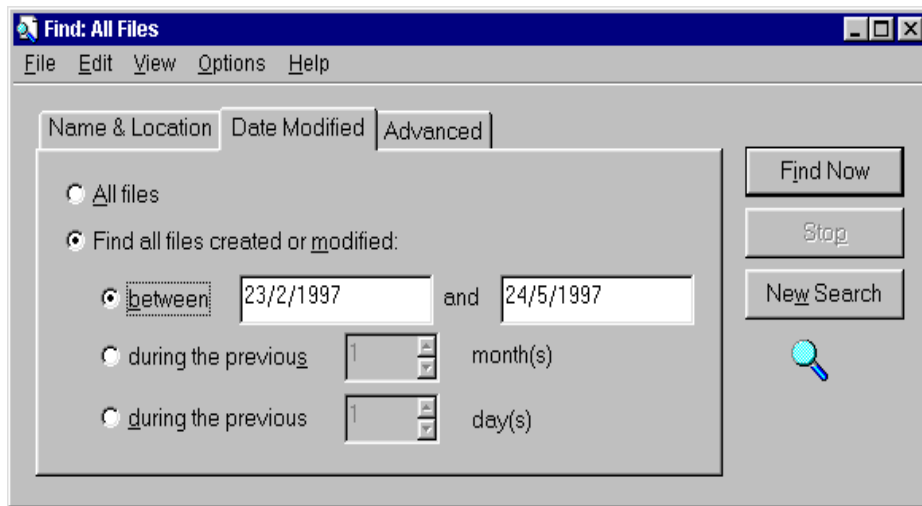 Find: All Files
File Edit View Options Help
Name & Location Date Modified Advanced
All files
Find all files created or modified:
between 23/2/1997 and 24/5/1997
during the previous 1 month(s)
during the previous 1 day(s)
Find Now
Stop
New Search